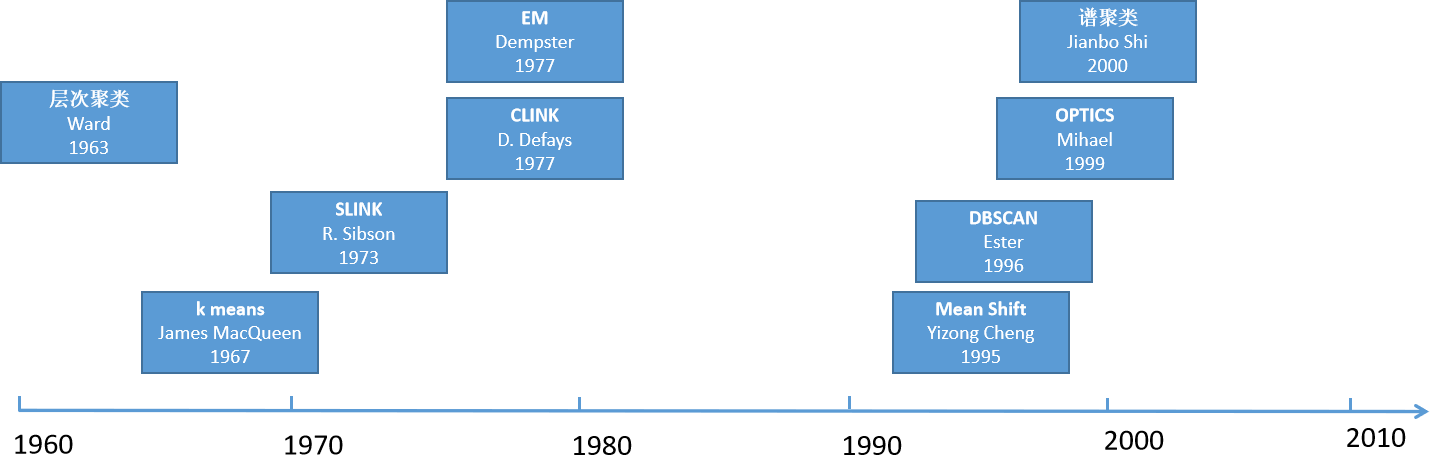 EM
Dempster
1977
谱聚类
Jianbo Shi
2000
层次聚类
Ward
1963
CLINK
D. Defays
1977
OPTICS
Mihael
1999
SLINK
R. Sibson
1973
DBSCAN
Ester
1996
k means
James MacQueen
1967
Mean Shift
Yizong Cheng
1995
1960
1970
1980
1990
2000
2010